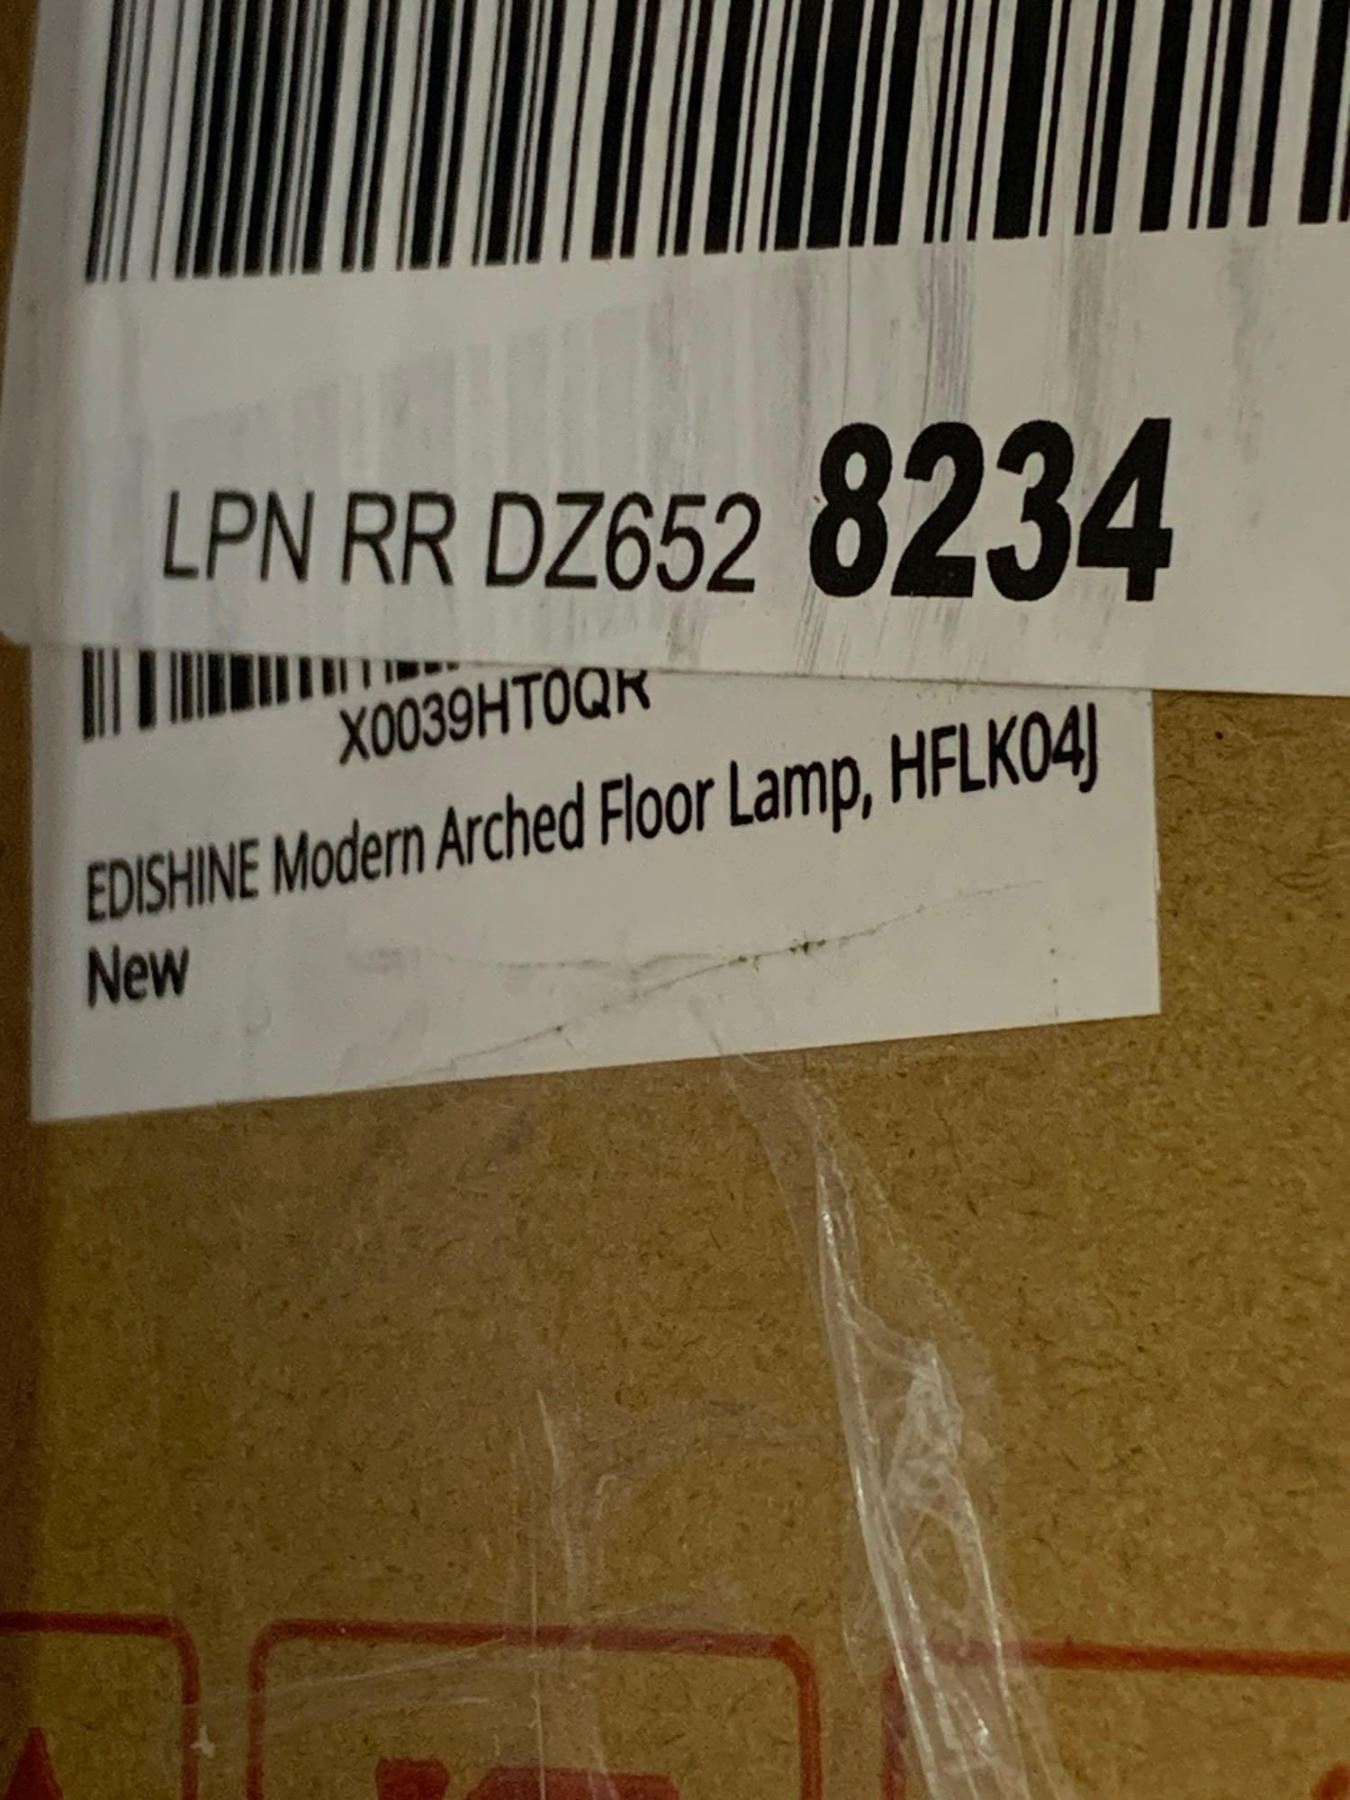 LPN RR DZ652 8234
X0039HT0QR
EDISHINE Modern Arched Floor Lamp, HFLK04J
New